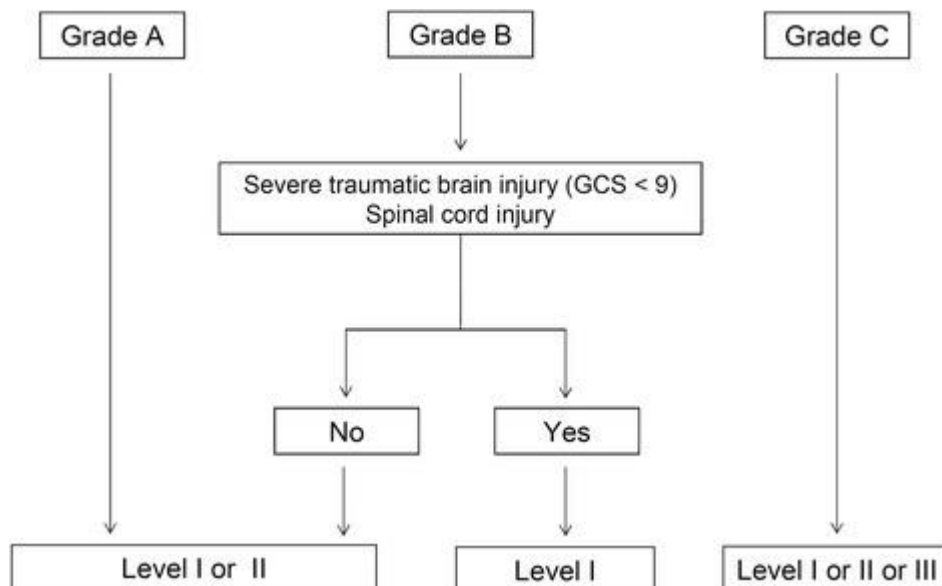 Grade A
Grade B
Grade C
Severe traumatic brain injury (GCS < 9)
Spinal cord injury
No
Yes
Level I or II
Level I
Level I or II or III